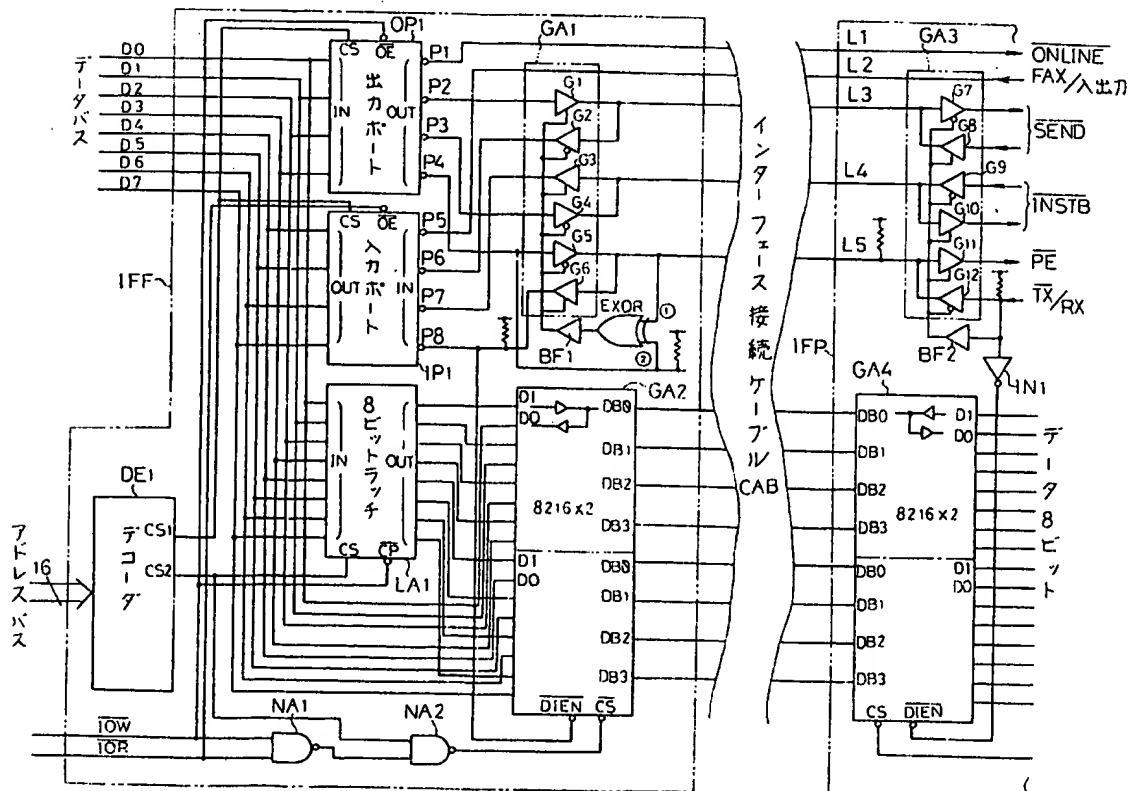 OP1
GA1
GA3
D0
D1
D2
D3
D4
D5
D6
D7
データバス
CS
OE
IN
出力ポート
OUT
P1
P2
P3
P4
G1
G2
G3
G4
G5
G6
L1
L2
L3
L4
L5
G7
G8
G9
G10
G11
G12
ONLINE
FAX/入出力
SEND
INSTB
PE
TX/RX
IFF
CS
OE
OUT
入力ポート
IN
P5
P6
P7
P8
IP1
EXOR
①
②
BF1
インターフェース接続ケーブル
CAB
IFP
BF2
IN1
IN
8ビットラッチ
OUT
CS
CP
LA1
GA2
DI
DO
DB0
DB1
DB2
DB3
8216×2
DI
DO
DB0
DB1
DB2
DB3
DIEN
CS
GA4
DB0
DB1
DB2
DB3
DI
DO
8216×2
DB0
DB1
DB2
DB3
DI
DO
CS
DIEN
データ8ビット
DE1
デコーダ
CS1
CS2
アドレスバス
16
IOW
IOR
NA1
NA2